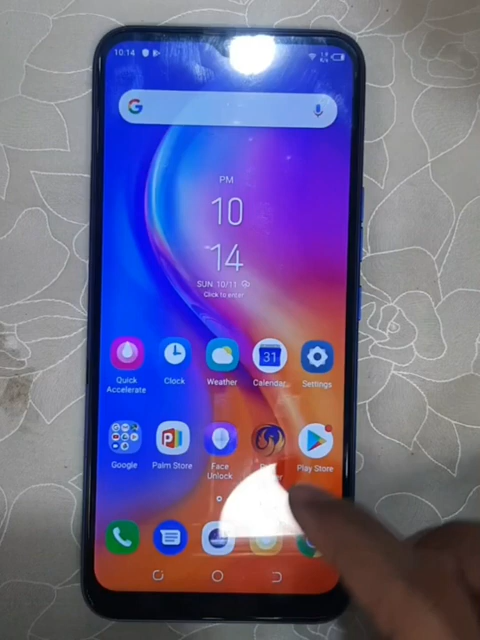 10:14
PM
10
14
SUN 10/11
Click to enter
Quick
Accelerate
Clock
Weather
31
Calendar..
Settings
Google
Palm Store
Face
Unlock
Play Store